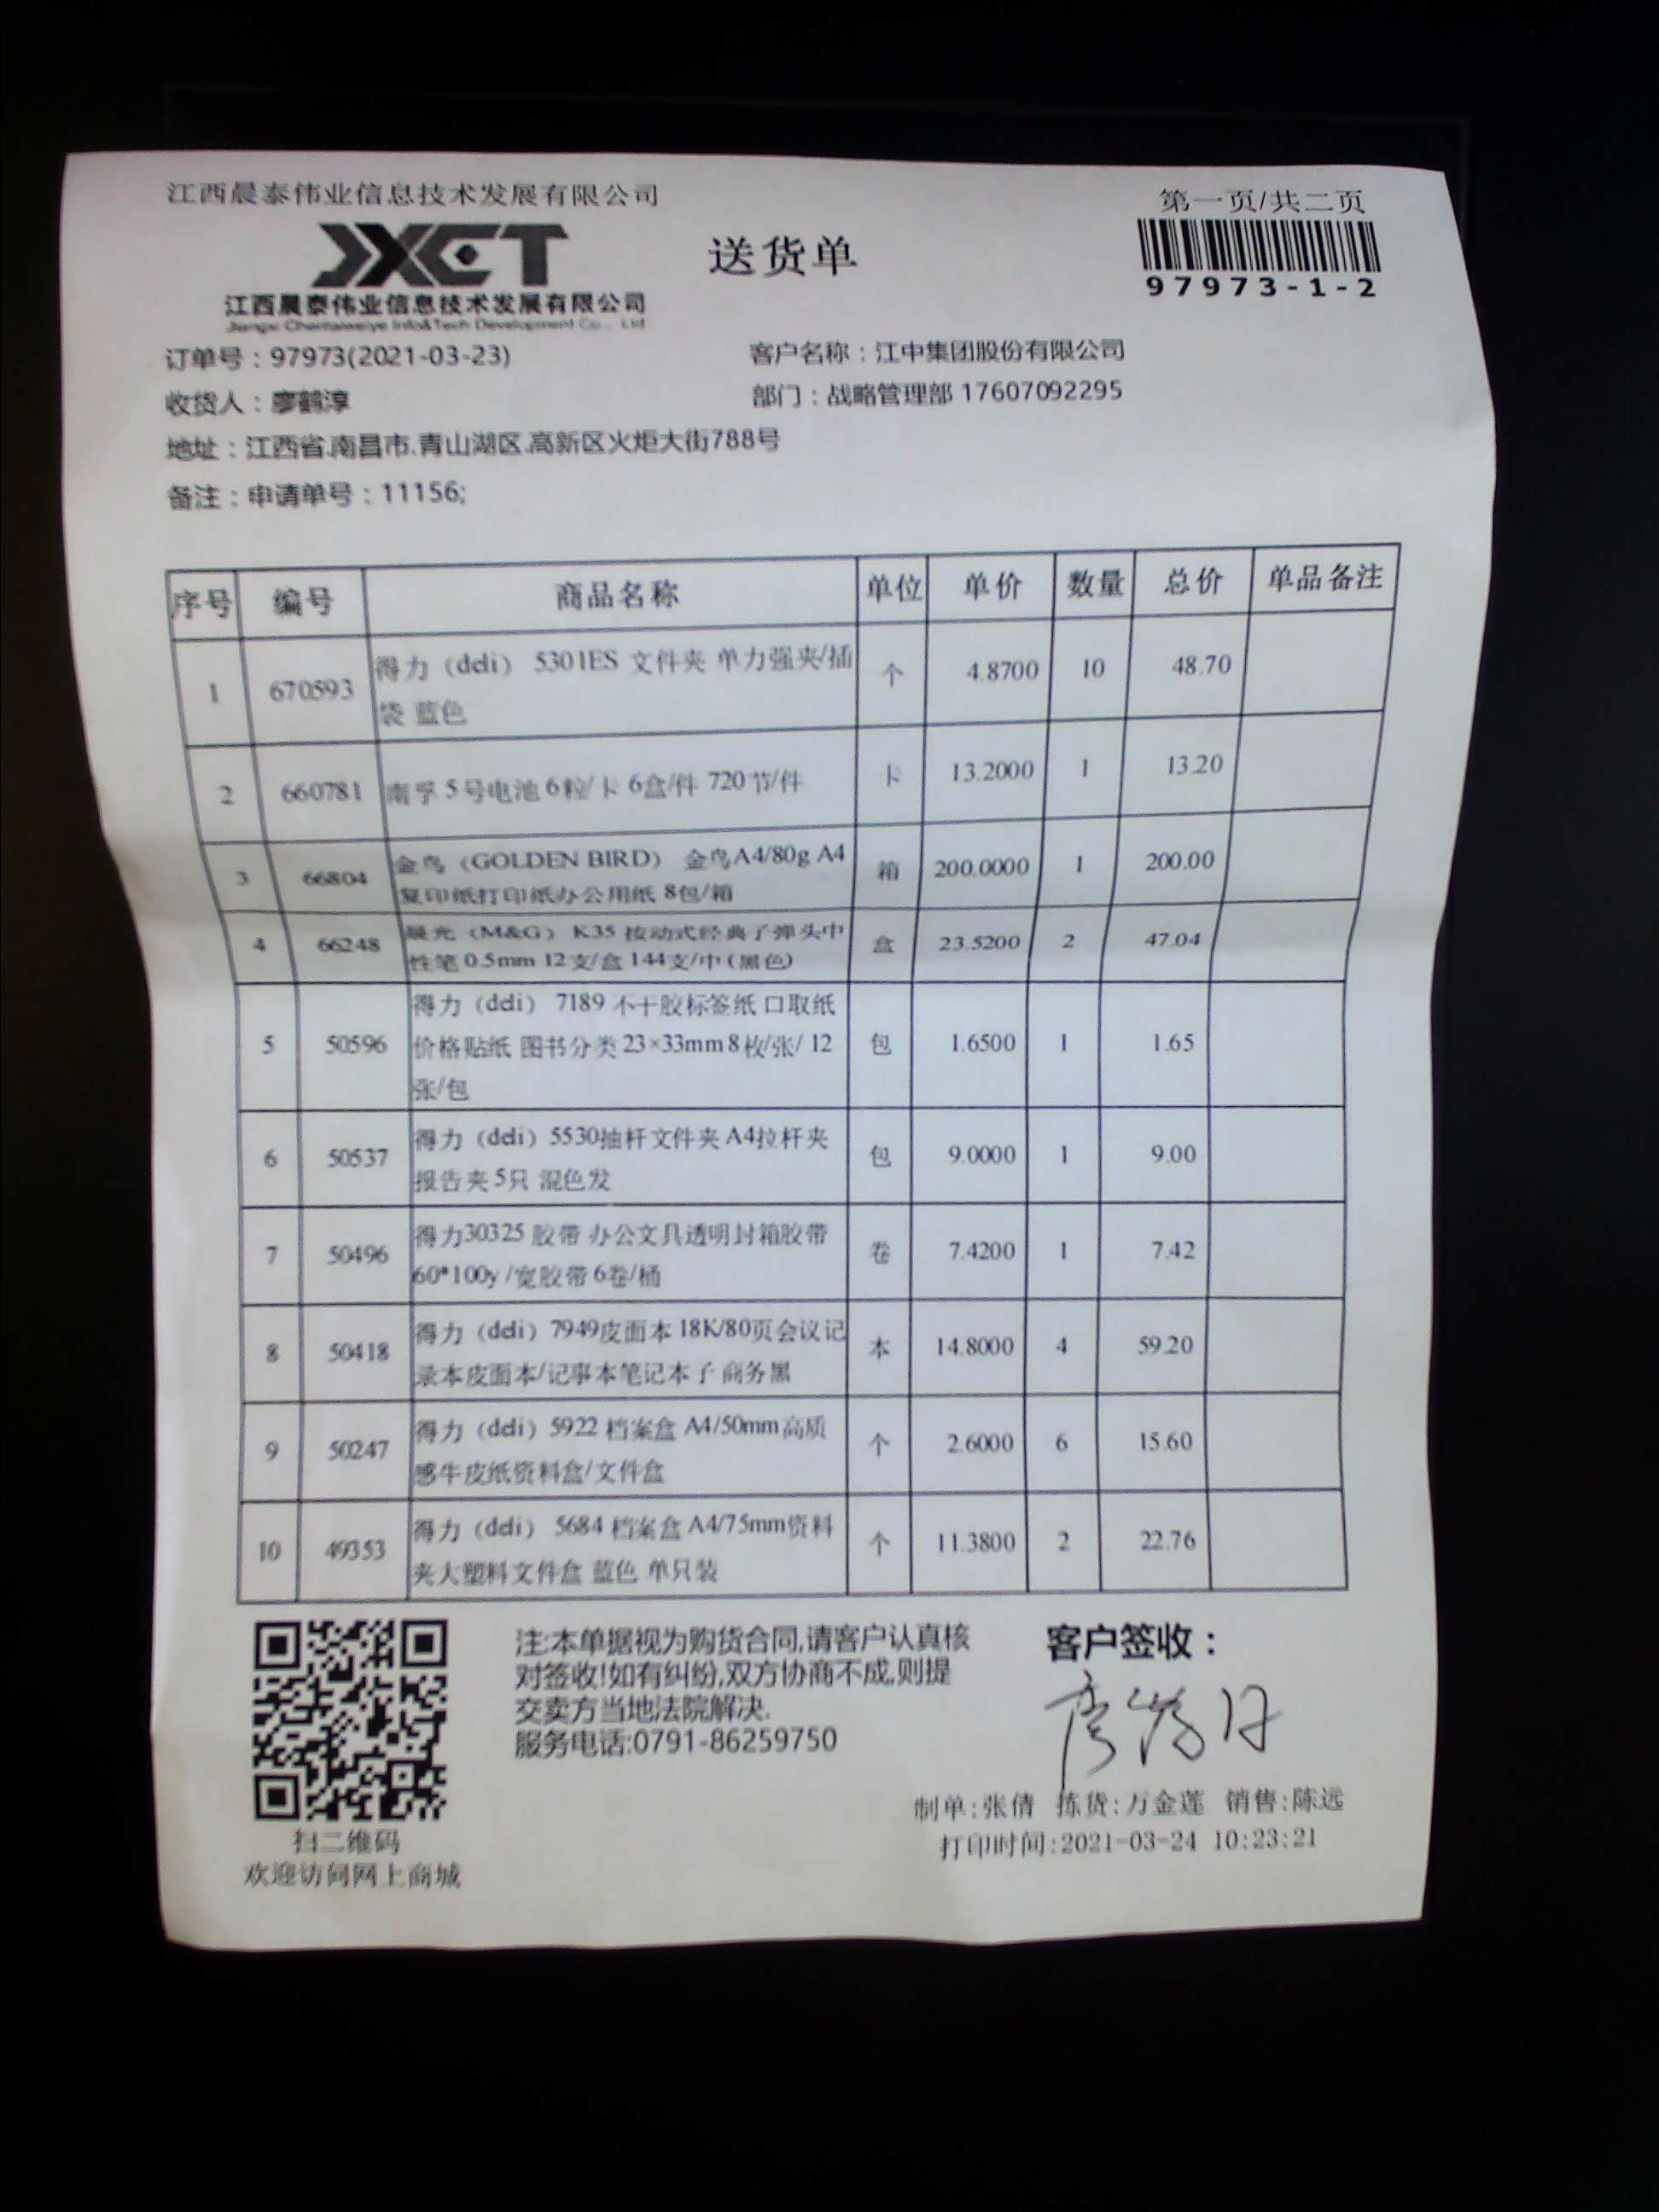 江西晨泰伟业信息技术发展有限公司
第一页/共二页
JXCT
送货单
97973-1-2
江西晨泰伟业信息技术发展有限公司
Jiangxi Chentaiweiye Info&Tech Development Co., Ltd
订单号：97973(2021-03-23)
客户名称：江中集团股份有限公司
收货人：廖鹤淳
部门：战略管理部 17607092295
地址：江西省.南昌市.青山湖区.高新区火炬大街788号
备注：申请单号：11156;
序号 编号 商品名称 单位 单价 数量 总价 单品备注
1 670593 得力（deli） 5301ES 文件夹 单力强夹/插
袋 蓝色 个 4.8700 10 48.70
2 660781 南孚 5号电池 6粒/卡 6盒/件 720节/件 卡 13.2000 1 13.20
3 66804 金鸟（GOLDEN BIRD） 金鸟A4/80g A4
复印纸打印纸办公用纸 8包/箱 箱 200.0000 1 200.00
4 66248 晨光（M&G） K35 按动式经典子弹头中
性笔 0.5mm 12支/盒 144支/中 (黑色) 盒 23.5200 2 47.04
5 50596 得力（deli） 7189 不干胶标签纸 口取纸
价格贴纸 图书分类 23×33mm 8枚/张/ 12
张/包 包 1.6500 1 1.65
6 50537 得力（deli）5530抽杆文件夹 A4拉杆夹
报告夹 5只 混色发 包 9.0000 1 9.00
7 50496 得力30325 胶带 办公文具透明封箱胶带
60*100y /宽胶带 6卷/桶 卷 7.4200 1 7.42
8 50418 得力（deli）7949皮面本 18K/80页会议记
录本皮面本/记事本笔记本子 商务黑 本 14.8000 4 59.20
9 50247 得力（deli）5922 档案盒 A4/50mm高质
感牛皮纸资料盒/文件盒 个 2.6000 6 15.60
10 49353 得力（deli） 5684 档案盒 A4/75mm资料
夹大塑料文件盒 蓝色 单只装 个 11.3800 2 22.76
注:本单据视为购货合同,请客户认真核
对签收!如有纠纷,双方协商不成,则提
交卖方当地法院解决.
服务电话:0791-86259750
客户签收：
制单:张倩 拣货:万金莲 销售:陈远
打印时间:2021-03-24 10:23:21
扫二维码
欢迎访问网上商城